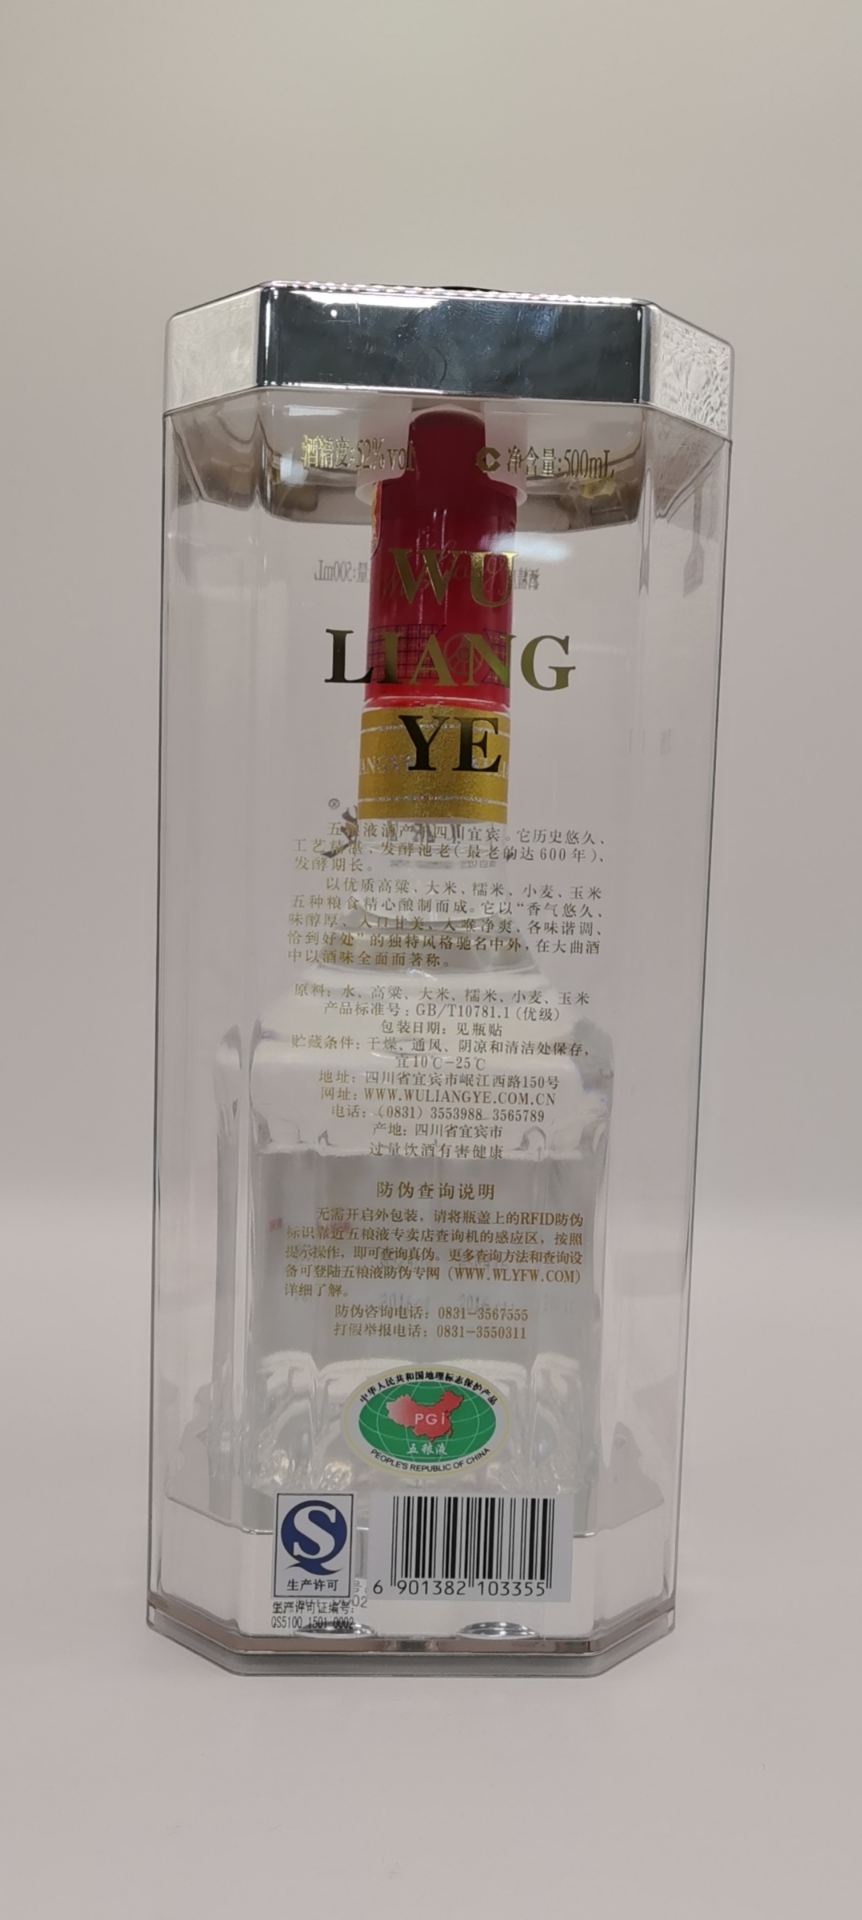 酒精度:52%vol 净含量:500mL
WU
LIANG
YE
五粮液酒产于四川宜宾。它历史悠久、
工艺精湛、发酵池老(最老的达600年)、
发酵期长。
以优质高粱、大米、糯米、小麦、玉米
五种粮食精心酿制而成。它以“香气悠久、
味醇厚、入口甘美、入喉净爽,各味谐调、
恰到好处”的独特风格驰名中外,在大曲酒
中以酒味全面而著称。
原料:水、高粱、大米、糯米、小麦、玉米
产品标准号:GB/T10781.1(优级)
包装日期:见瓶贴
贮藏条件:干燥、通风、阴凉和清洁处保存,
宜10℃-25℃
地址:四川省宜宾市岷江西路150号
网址:WWW.WULIANGYE.COM.CN
电话:(0831) 3553988 3565789
产地:四川省宜宾市
过量饮酒有害健康
防伪查询说明
无需开启外包装,请将瓶盖上的RFID防伪
标识靠近五粮液专卖店查询机的感应区,按照
提示操作,即可查询真伪。更多查询方法和查询设
备可登陆五粮液防伪专网(WWW.WLYFW.COM)
详细了解。
防伪咨询电话:0831-3567555
打假举报电话:0831-3550311
中华人民共和国地理标志保护产品
PGI
五粮液
PEOPLE'S REPUBLIC OF CHINA
生产许可
6 901382 103355
生产许可证编号:
QS5100 1501 0002